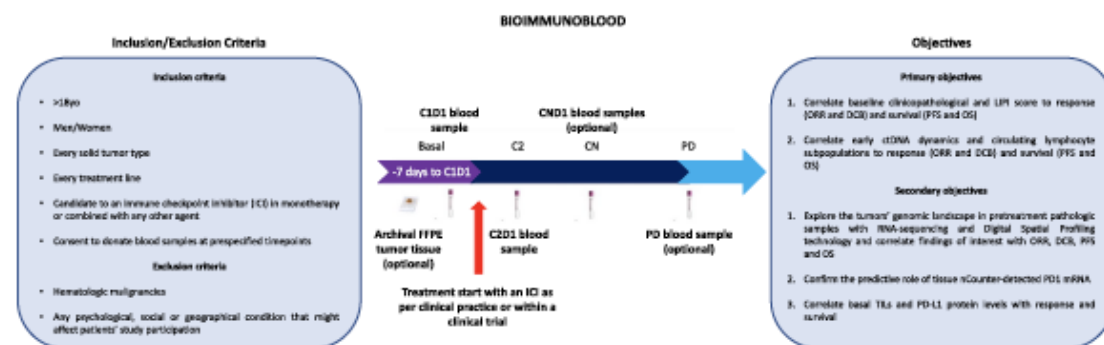 BIOIMMUNOBLOOD
Inclusion/Exclusion Criteria
Inclusion criteria
• >18yo
• Men/Women
• Every solid tumor type
• Every treatment line
• Candidate to an immune checkpoint inhibitor (ICI) in monotherapy
or combined with any other agent
• Consent to donate blood samples at prespecified timepoints
Exclusion criteria
• Hematologic malignancies
• Any psychological, social or geographical condition that might
affect patients' study participation
C1D1 blood
sample
CND1 blood samples
(optional)
Basal
C2
CN
PD
-7 days to C1D1
Archival FFPE
tumor tissue
(optional)
C2D1 blood
sample
PD blood sample
(optional)
Treatment start with an ICI as
per clinical practice or within a
clinical trial
Objectives
Primary objectives
1. Correlate baseline clinicopathological and LIPI score to response
(ORR and DCB) and survival (PFS and OS)
2. Correlate early ctDNA dynamics and circulating lymphocyte
subpopulations to response (ORR and DCB) and survival (PFS and
OS)
Secondary objectives
1. Explore the tumors' genomic landscape in pretreatment pathologic
samples with RNA-sequencing and Digital Spatial Profiling
technology and correlate findings of interest with ORR, DCB, PFS
and OS
2. Confirm the predictive role of tissue nCounter-detected PD1 mRNA
3. Correlate basal TILs and PD-L1 protein levels with response and
survival